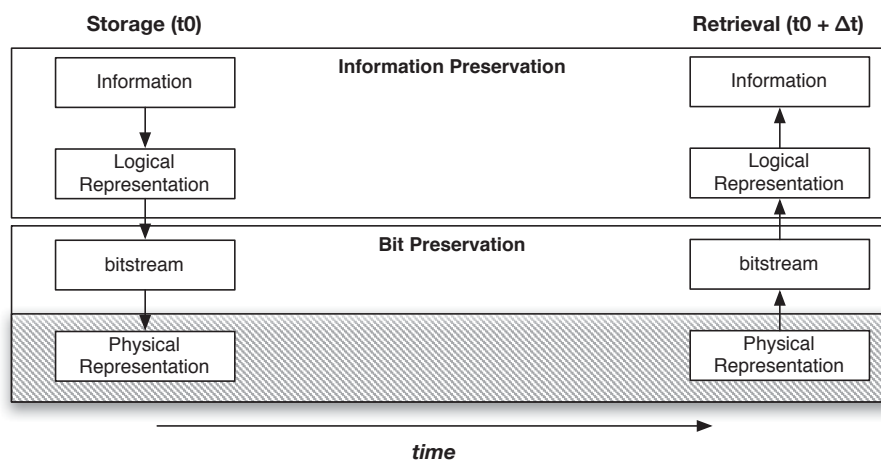 Storage (t0)
Retrieval (t0 + Δt)
Information Preservation
Information
Information
Logical
Representation
Logical
Representation
Bit Preservation
bitstream
bitstream
Physical
Representation
Physical
Representation
time